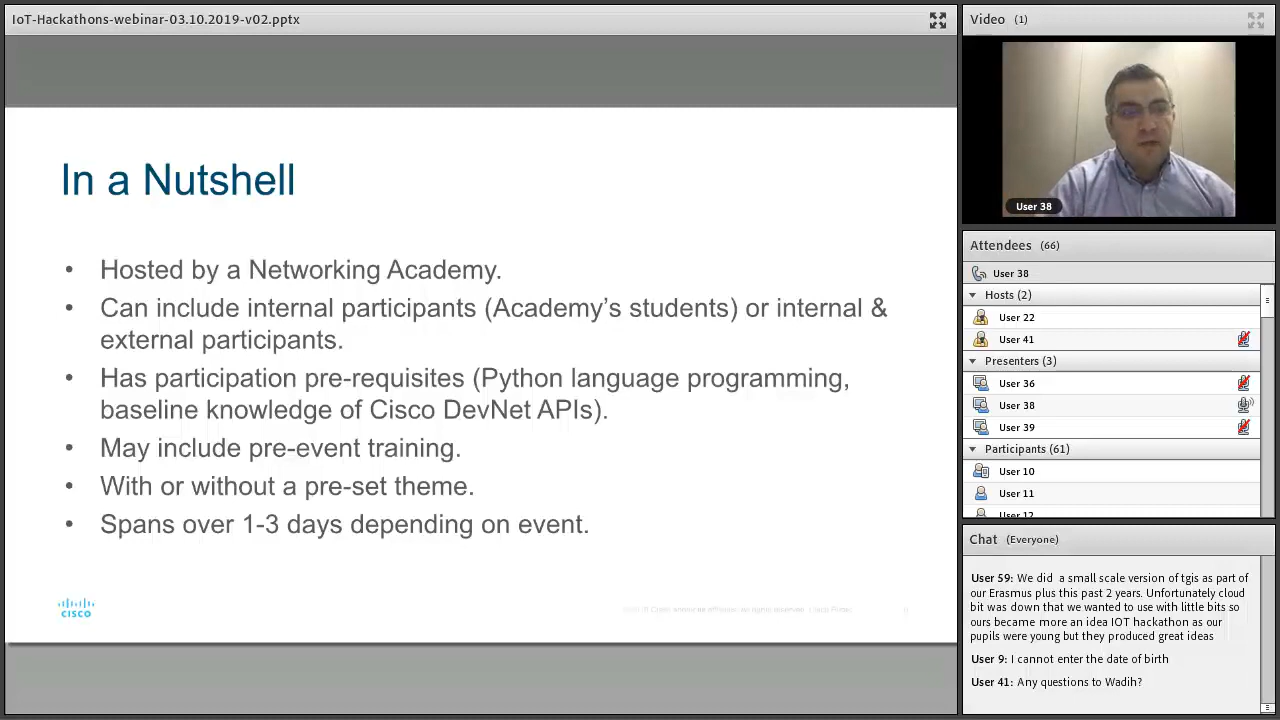 IoT-Hackathons-webinar-03.10.2019-v02.pptx
In a Nutshell
• Hosted by a Networking Academy.
• Can include internal participants (Academy's students) or internal &
external participants.
• Has participation pre-requisites (Python language programming,
baseline knowledge of Cisco DevNet APIs).
• May include pre-event training.
• With or without a pre-set theme.
• Spans over 1-3 days depending on event.
CISCO
Video (1)
User 38
Attendees (66)
User 38
Hosts (2)
User 22
User 41
Presenters (3)
User 36
User 38
User 39
Participants (61)
User 10
User 11
User 12
Chat (Everyone)
User 59: We did a small scale version of tgis as part of
our Erasmus plus this past 2 years. Unfortunately cloud
bit was down that we wanted to use with little bits so
ours became more an idea IOT hackathon as our
pupils were young but they produced great ideas
User 9: I cannot enter the date of birth
User 41: Any questions to Wadih?